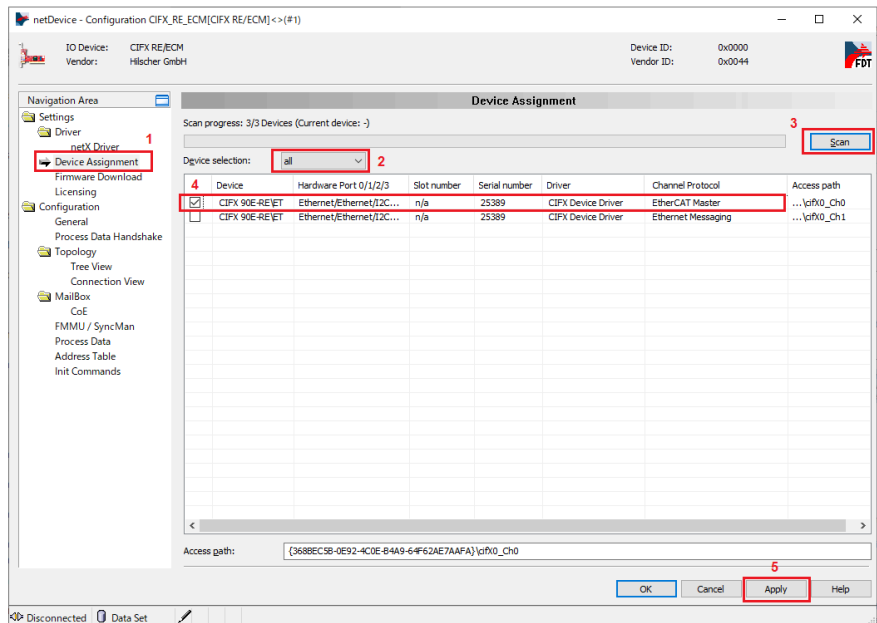 netDevice - Configuration CIFX_RE_ECM[CIFX RE/ECM]<>(#1)
IO Device: CIFX RE/ECM Device ID: 0x0000
Vendor: Hilscher GmbH Vendor ID: 0x0044
FDT
Navigation Area
Settings
Driver
netX Driver
1
Device Assignment
Firmware Download
Licensing
Configuration
General
Process Data Handshake
Topology
Tree View
Connection View
MailBox
CoE
FMMU / SyncMan
Process Data
Address Table
Init Commands
Device Assignment
Scan progress: 3/3 Devices (Current device: -)
3
Scan
Device selection: all 2
4 Device Hardware Port 0/1/2/3 Slot number Serial number Driver Channel Protocol Access path
CIFX 90E-RE\ET Ethernet/Ethernet/I2C... n/a 25389 CIFX Device Driver EtherCAT Master ...\cifX0_Ch0
CIFX 90E-RE\ET Ethernet/Ethernet/I2C... n/a 25389 CIFX Device Driver Ethernet Messaging ...\cifX0_Ch1
Access path: {368BEC5B-0E92-4C0E-B4A9-64F62AE7AAFA}\cifX0_Ch0
5
OK Cancel Apply Help
Disconnected Data Set